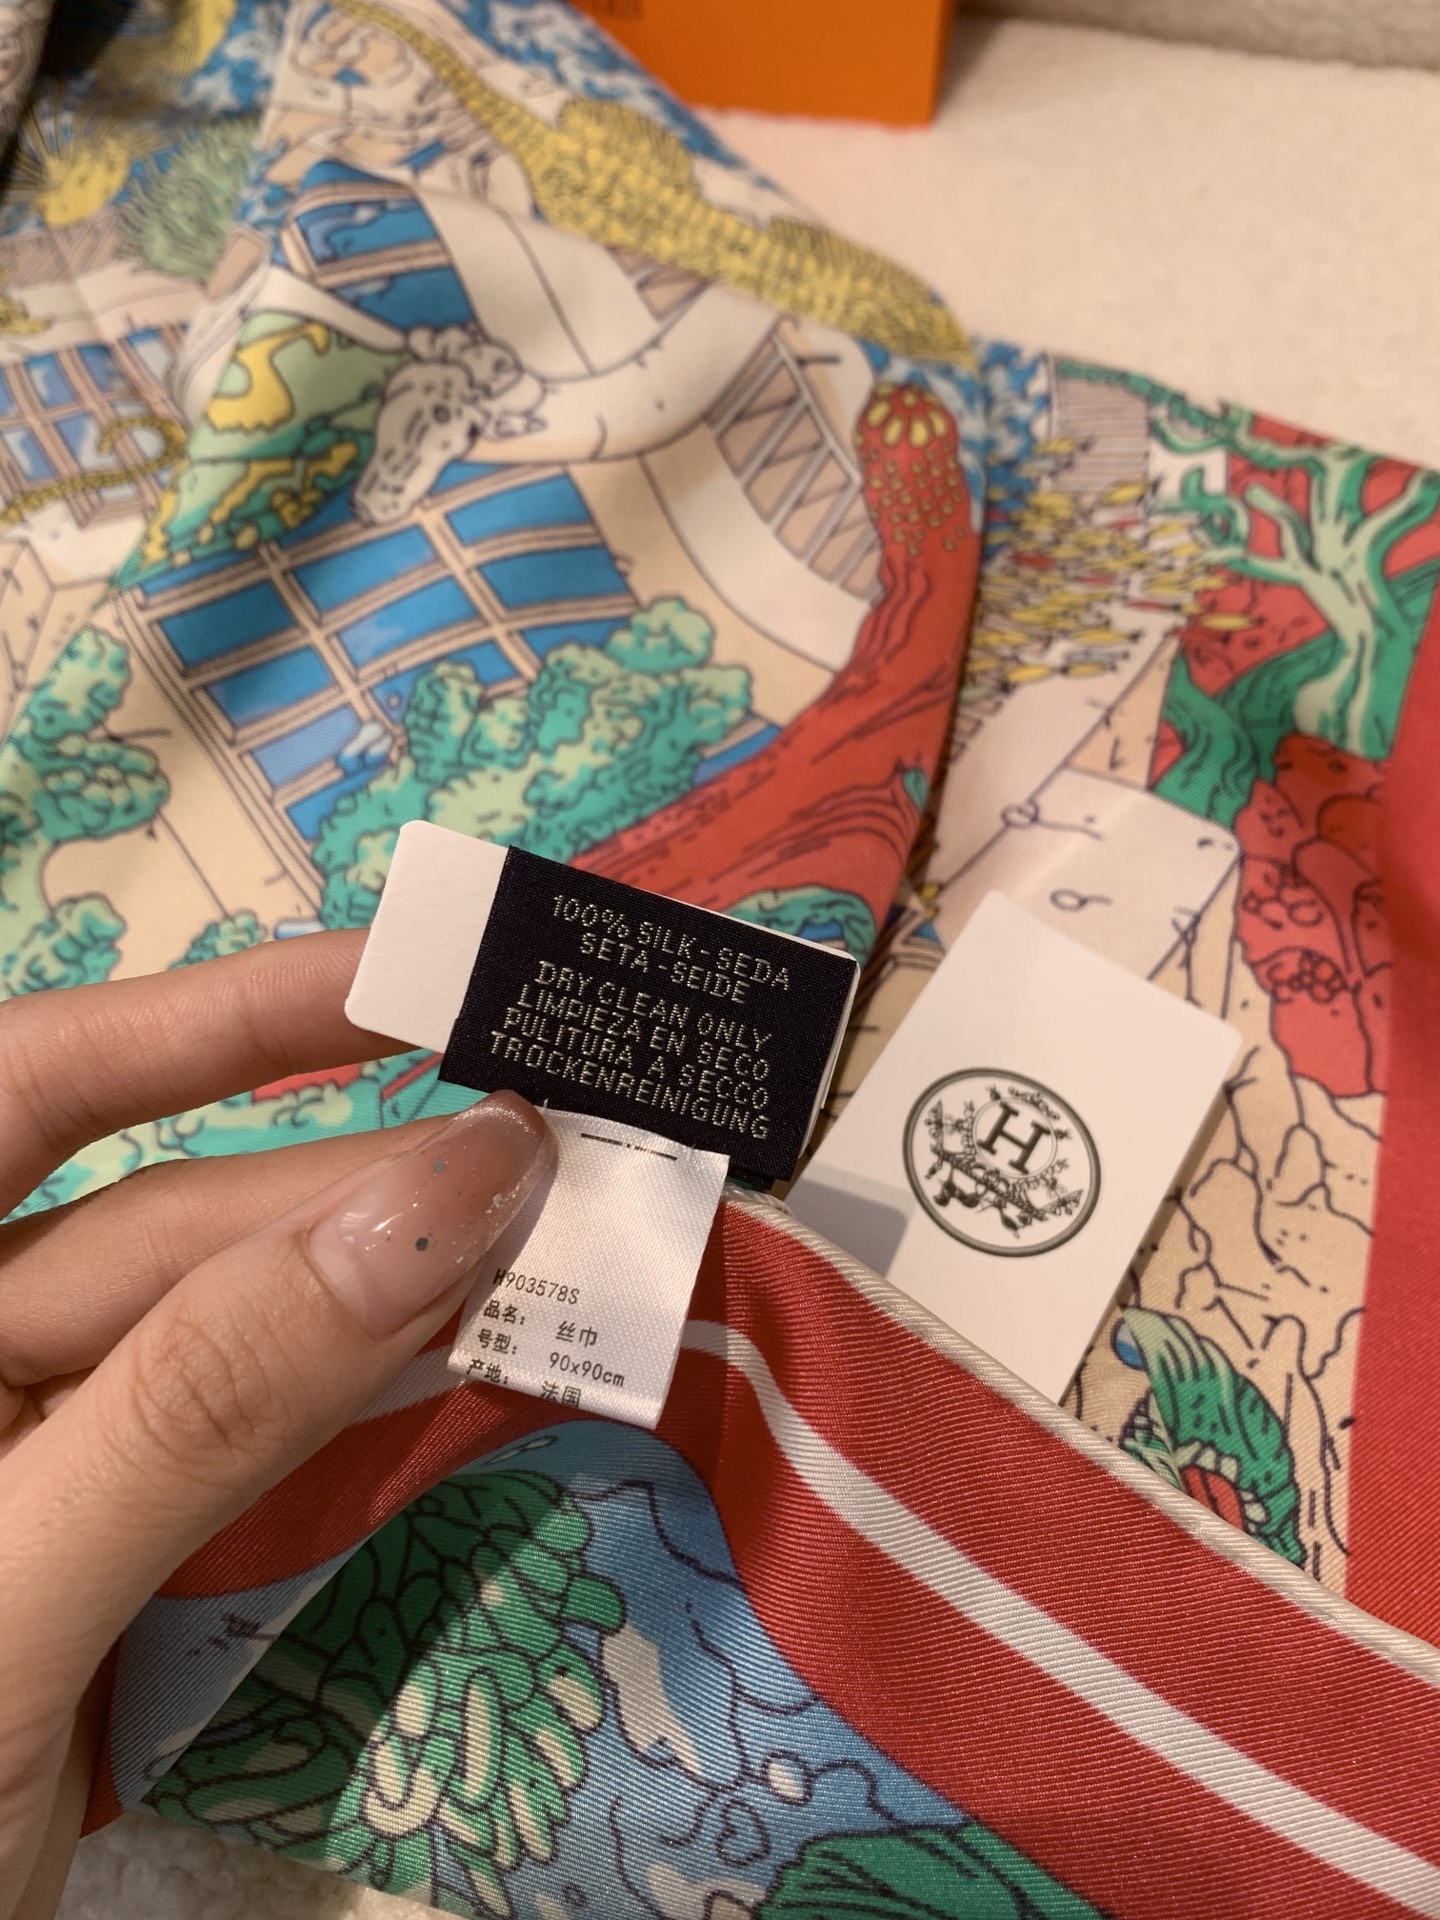 100% SILK - SEDA
SETA - SEIDE
DRY CLEAN ONLY
LIMPIEZA EN SECO
PULITURA A SECCO
TROCKENREINIGUNG
H903578S
品名： 丝巾
号型： 90x90cm
产地： 法国
H